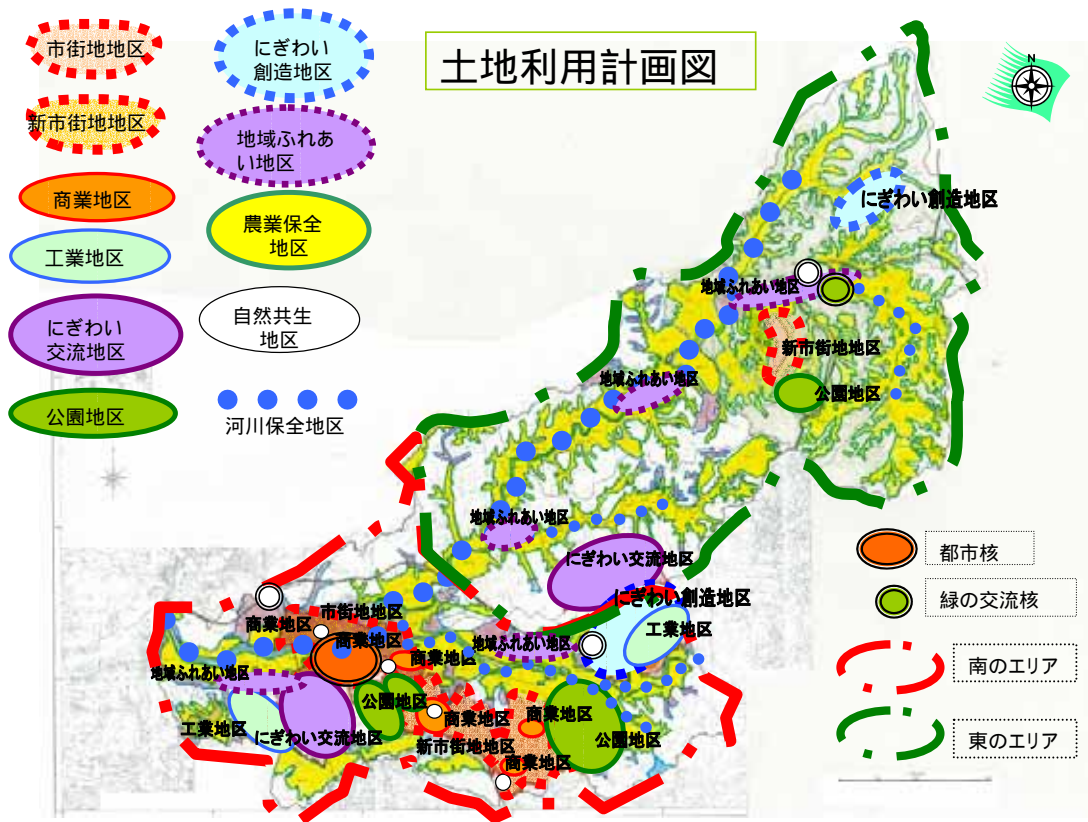 土地利用計画図
市街地地区
新市街地地区
商業地区
工業地区
にぎわい
交流地区
公園地区
にぎわい
創造地区
地域ふれあ
い地区
農業保全
地区
自然共生
地区
河川保全地区
にぎわい創造地区
地域ふれあい地区
新市街地地区
地域ふれあい地区
公園地区
地域ふれあい地区
にぎわい交流地区
にぎわい創造地区
市街地地区
商業地区
工業地区
商業地区
地域ふれあい地区
商業地区
地域ふれあい地区
公園地区
商業地区
商業地区
工業地区
にぎわい交流地区
新市街地地区
公園地区
商業地区
都市核
緑の交流核
南のエリア
東のエリア